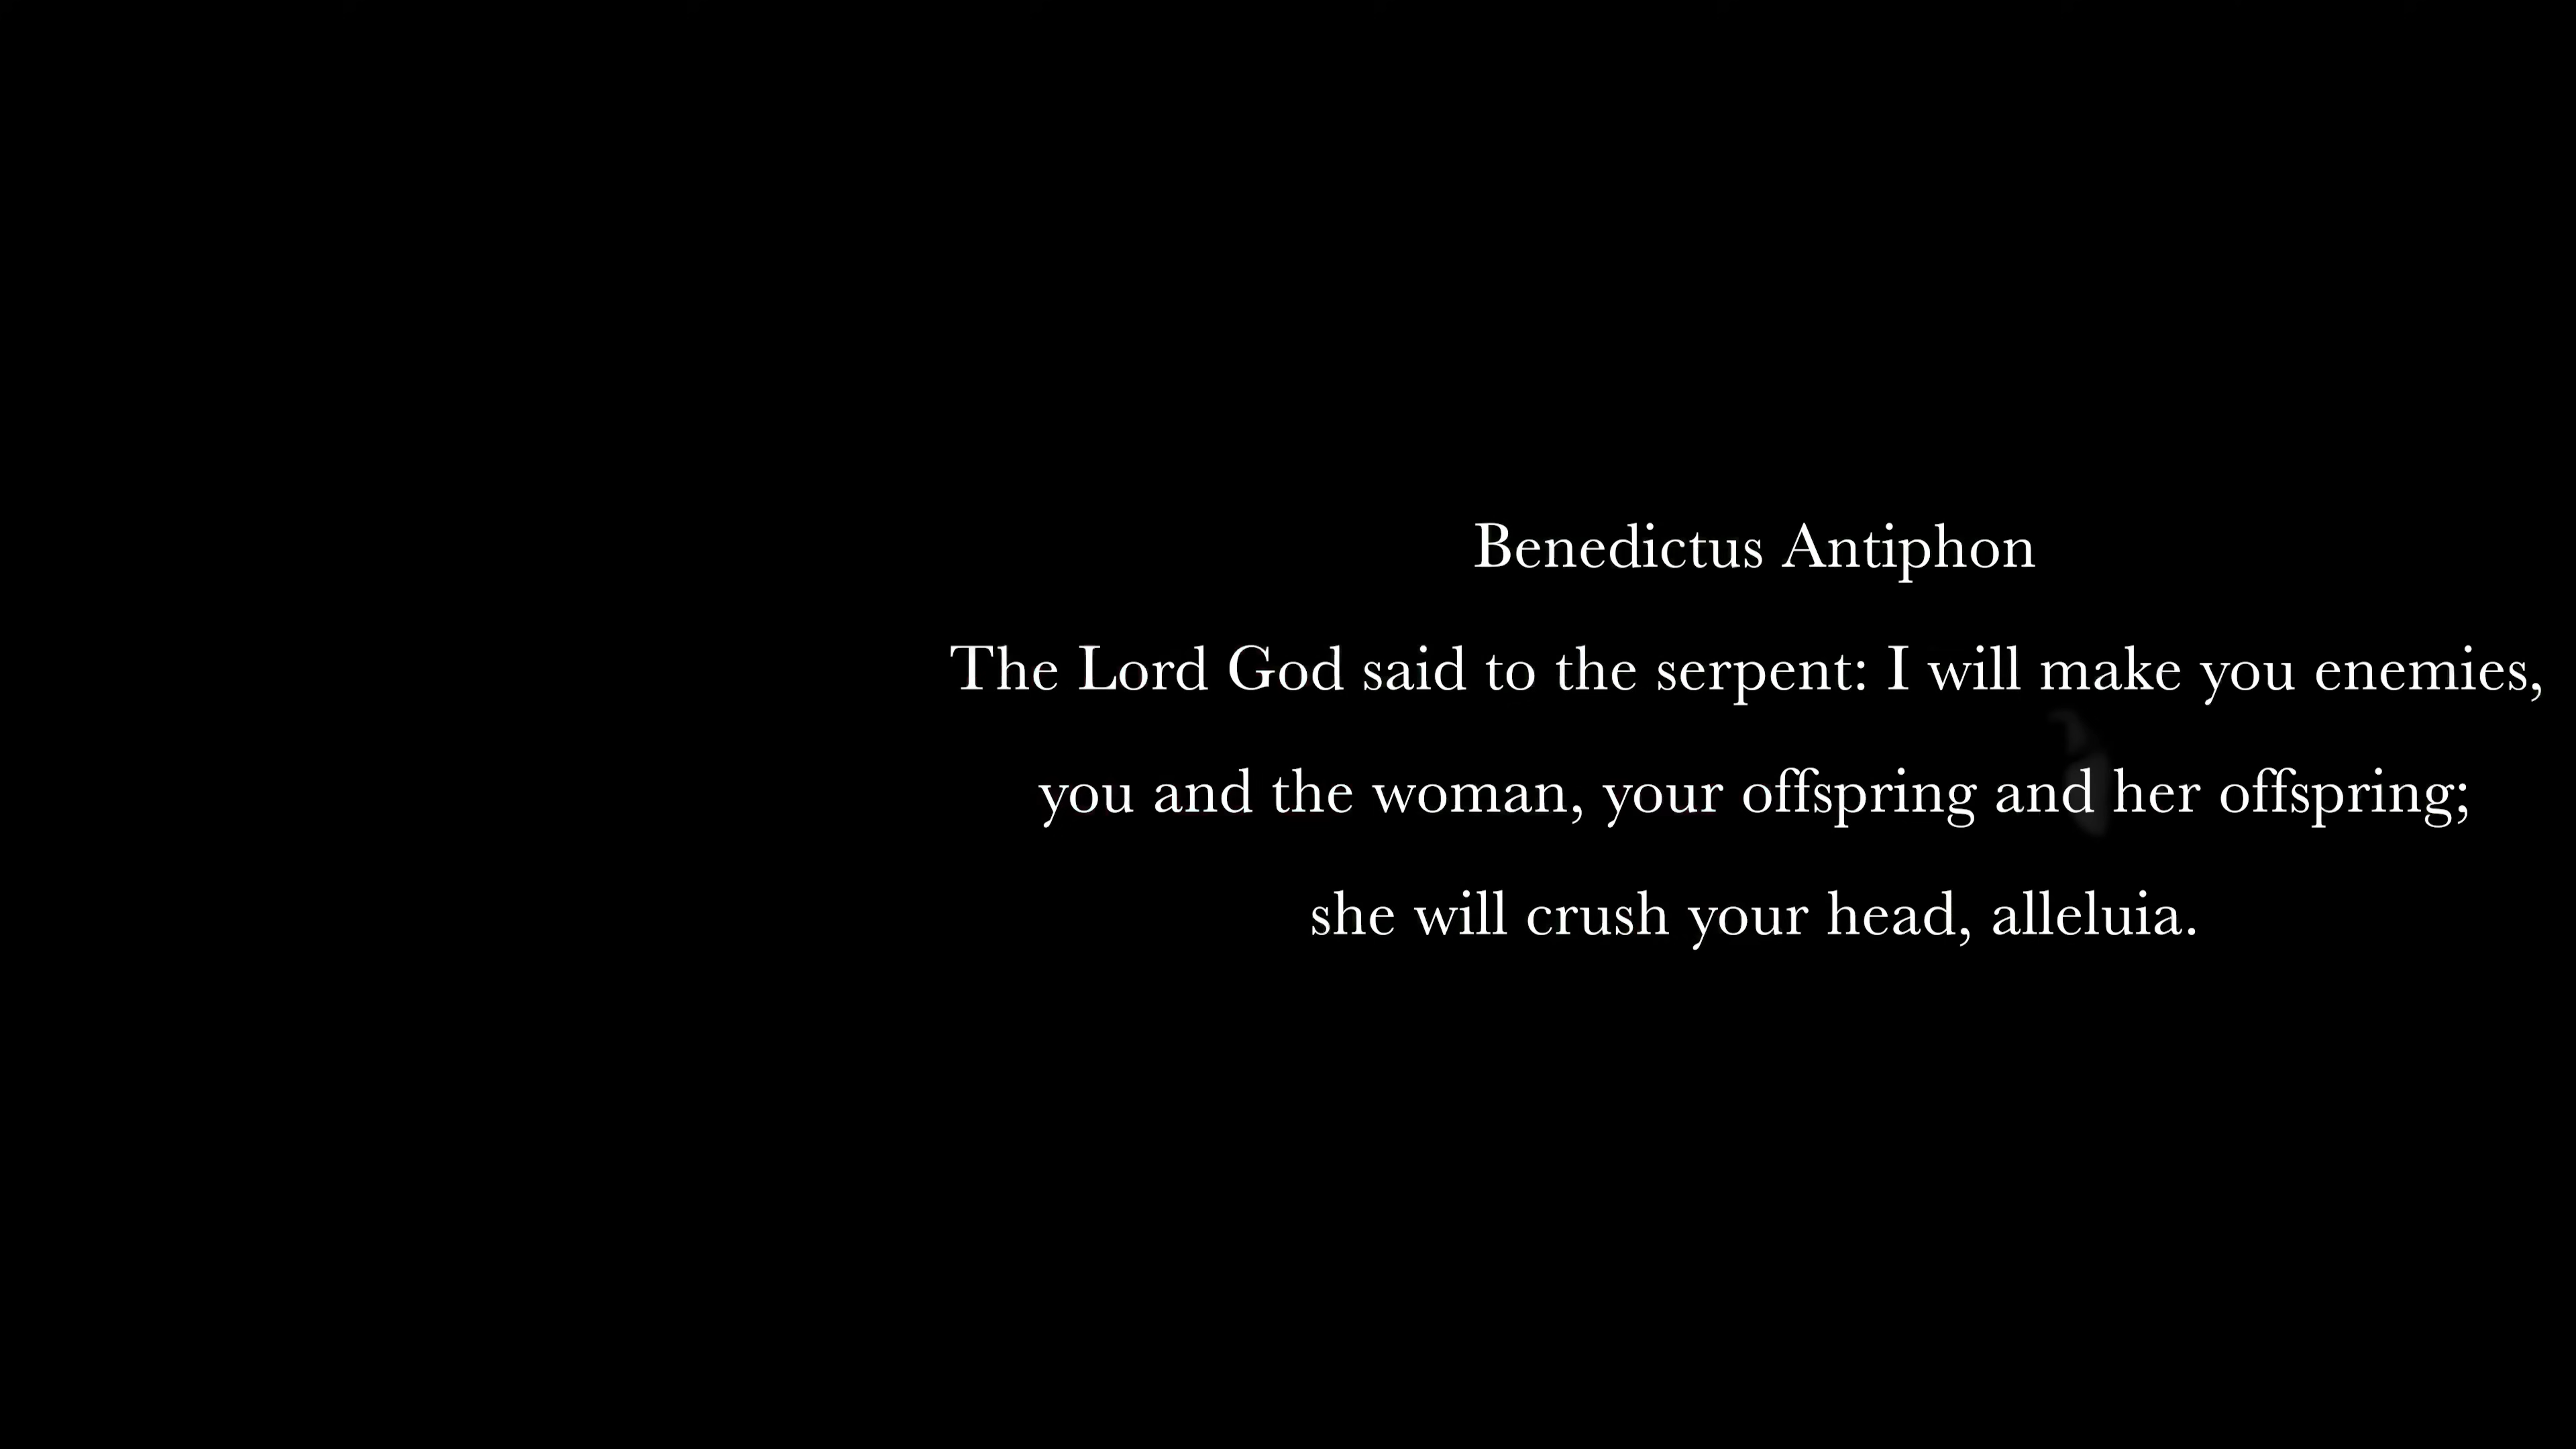 Benedictus Antiphon
The Lord God said to the serpent: I will make you enemies,
you and the woman, your offspring and her offspring;
she will crush your head, alleluia.